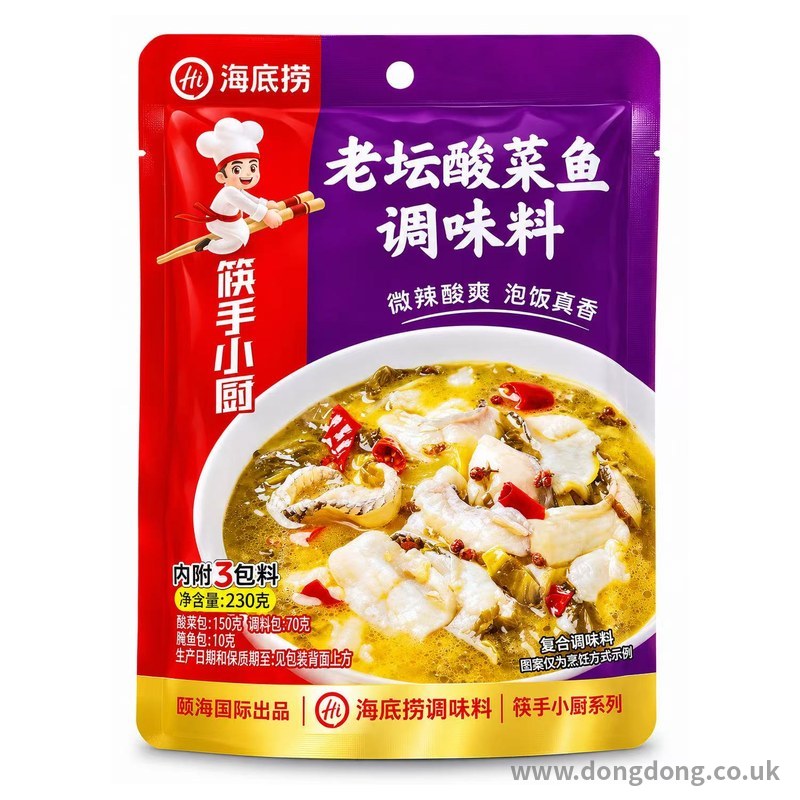 Hi 海底捞
老坛酸菜鱼
调味料
微辣酸爽 泡饭真香
筷手小厨
内附3包料
净含量:230克
酸菜包:150克 调料包:70克
腌鱼包:10克
生产日期和保质期至:见包装背面上方
复合调味料
图案仅为烹饪方式示例
颐海国际出品 | Hi 海底捞调味料 | 筷手小厨系列
www.dongdong.co.uk